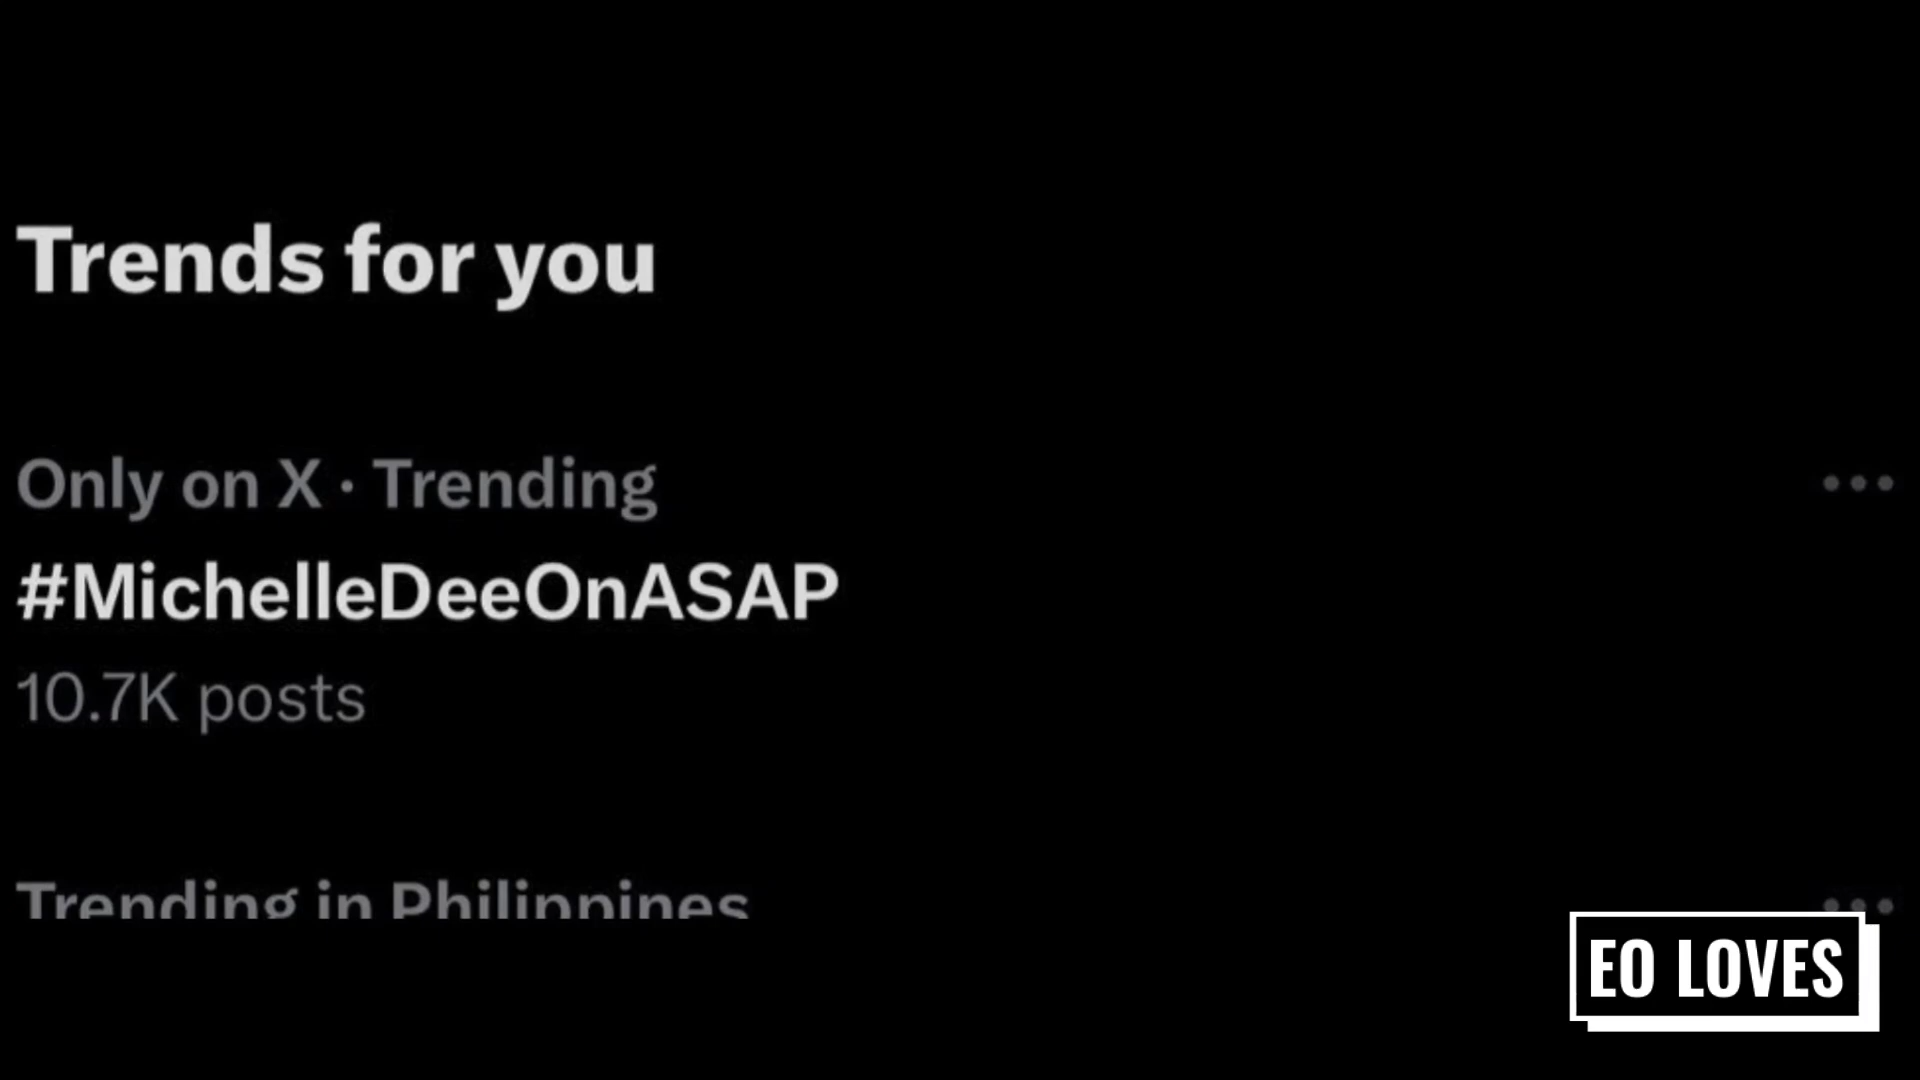 Trends for you
Only on X · Trending
#MichelleDeeOnASAP
10.7K posts
Trending in Philippines
EO LOVES